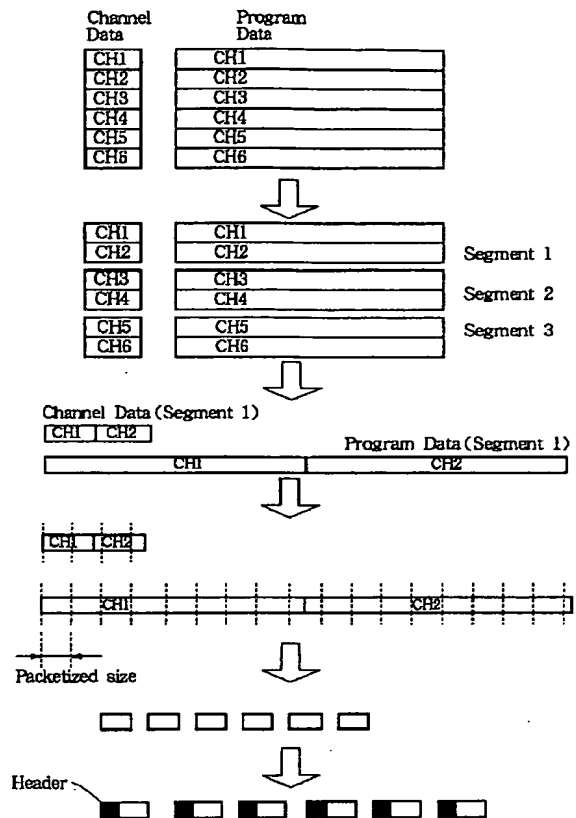 Channel Data
Program Data
CH1 CH1
CH2 CH2
CH3 CH3
CH4 CH4
CH5 CH5
CH6 CH6
CH1 CH1
CH2 CH2
Segment 1
CH3 CH3
CH4 CH4
Segment 2
CH5 CH5
CH6 CH6
Segment 3
Channel Data(Segment 1)
CH1 CH2
Program Data(Segment 1)
CH1 CH2
CH1 CH2
CH1 CH2
Packetized size
Header